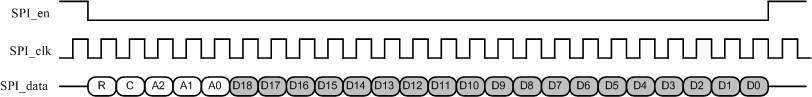 SPI_en
SPI_clk
SPI_data R C A2 A1 A0 D18 D17 D16 D15 D14 D13 D12 D11 D10 D9 D8 D7 D6 D5 D4 D3 D2 D1 D0